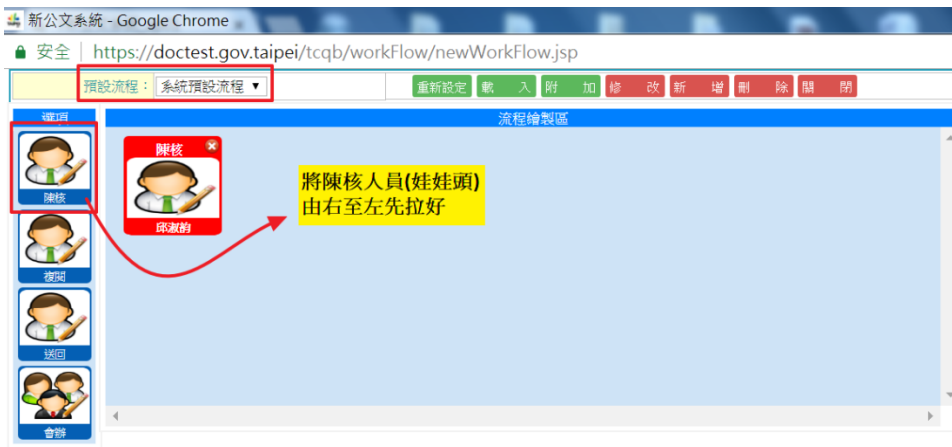 新公文系統 - Google Chrome
安全 | https://doctest.gov.taipei/tcqb/workFlow/newWorkFlow.jsp
預設流程： 系統預設流程 ▼ 重新設定 載 入 附 加 修 改 新 增 刪 除 關 閉
選項 流程繪製區
陳核
陳核
邱淑鈞
將陳核人員(娃娃頭)
由右至左先拉好
複閱
送回
會辦